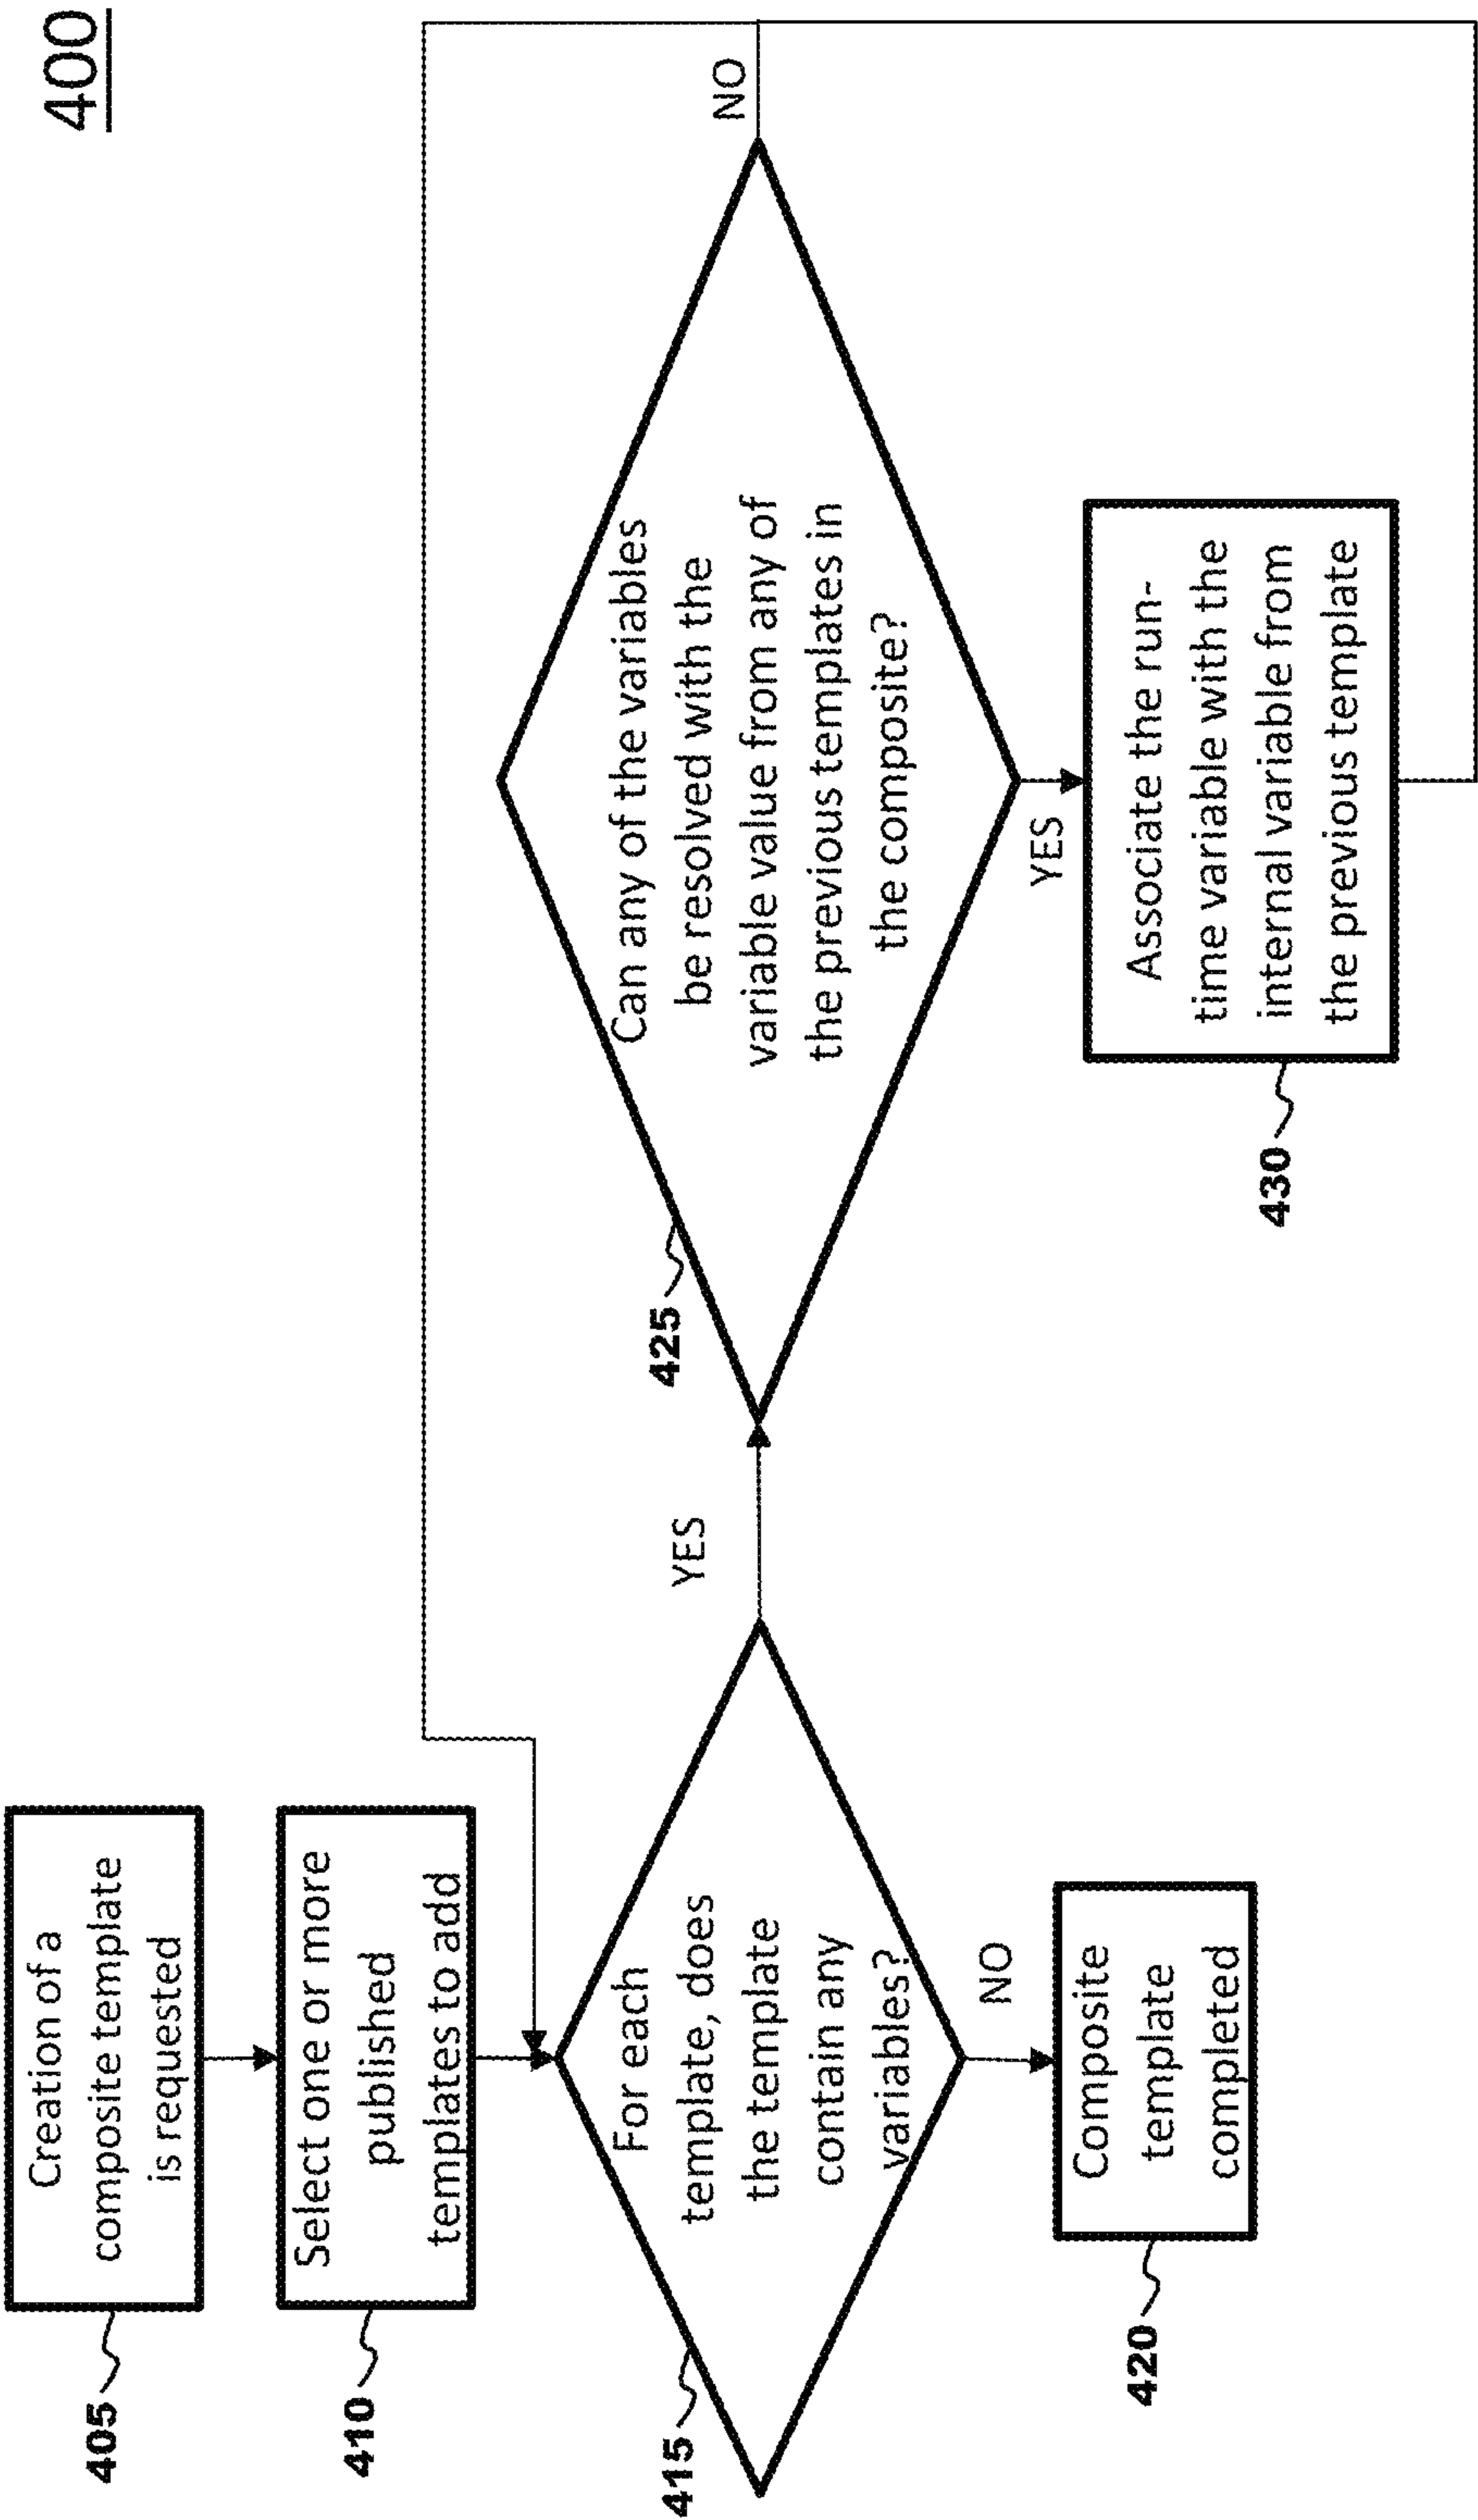 400
405
Creation of a
composite template
is requested
410
Select one or more
published
templates to add
415
For each
template, does
the template
contain any
variables?
YES
NO
420
Composite
template
completed
425
Can any of the variables
be resolved with the
variable value from any of
the previous templates in
the composite?
NO
YES
430
Associate the run-
time variable with the
internal variable from
the previous template